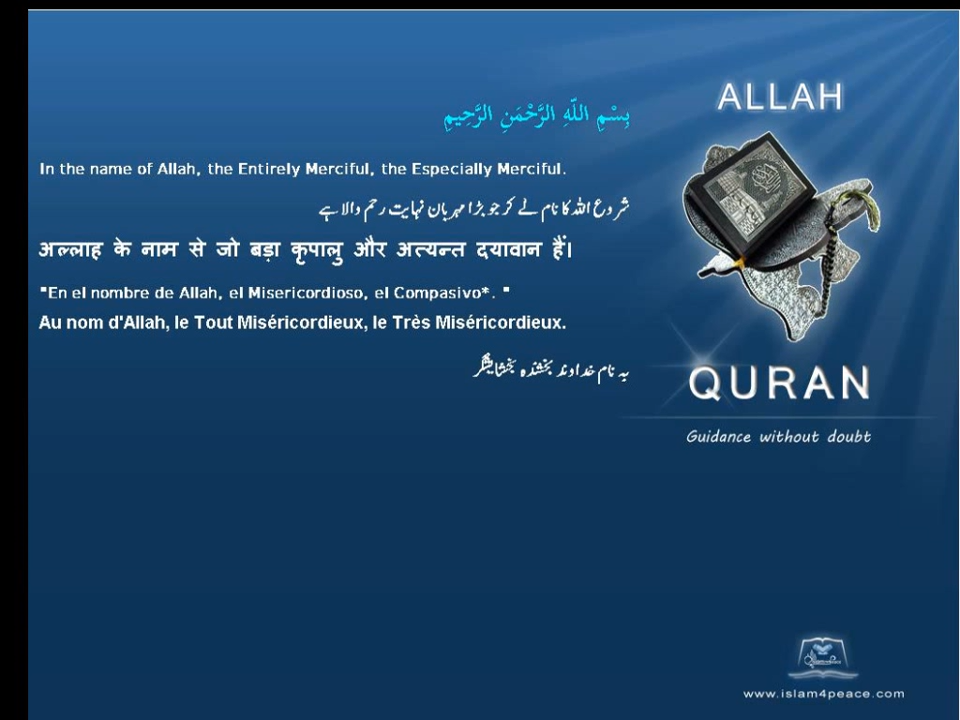 بِسْمِ اللّهِ الرَّحْمَنِ الرَّحِيمِ
In the name of Allah, the Entirely Merciful, the Especially Merciful.
شروع اللہ کا نام لے کر جو بڑا مہربان نہایت رحم والا ہے
अल्लाह के नाम से जो बड़ा कृपालु और अत्यन्त दयावान हैं।
"En el nombre de Allah, el Misericordioso, el Compasivo*. "
Au nom d'Allah, le Tout Miséricordieux, le Très Miséricordieux.
به نام خداوند بخشنده بخشایشگر
ALLAH
QURAN
Guidance without doubt
www.islam4peace.com